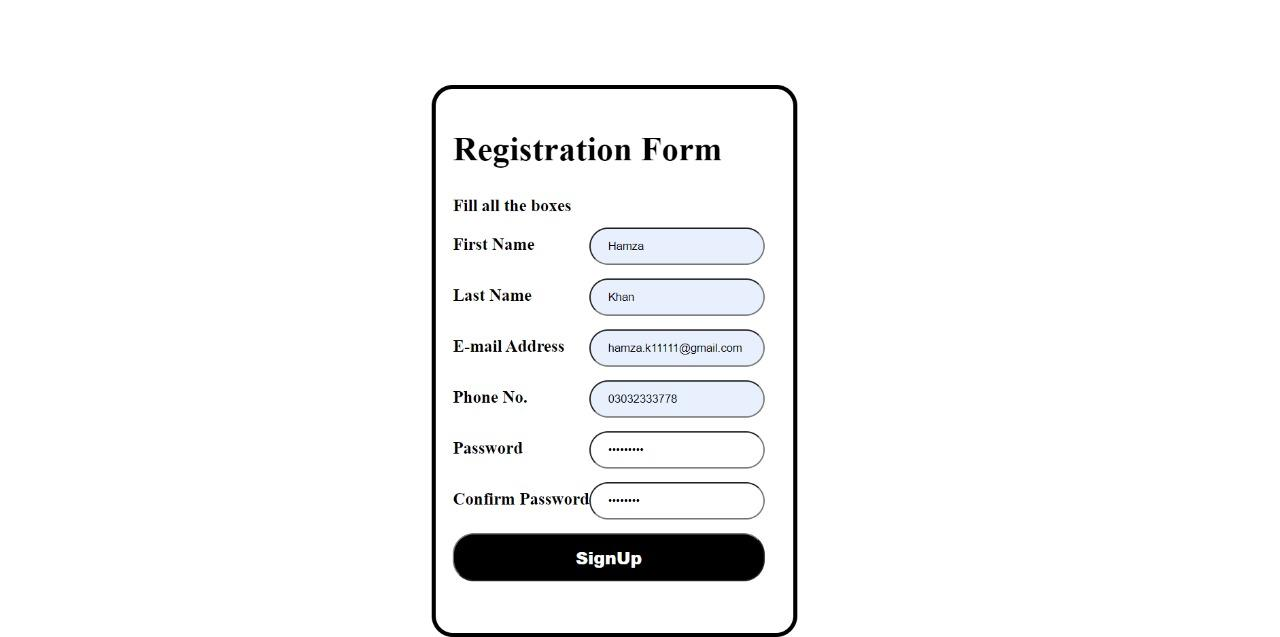 Registration Form
Fill all the boxes
First Name Hamza
Last Name Khan
E-mail Address hamza.k11111@gmail.com
Phone No. 03032333778
Password •••••••••
Confirm Password ••••••••
SignUp